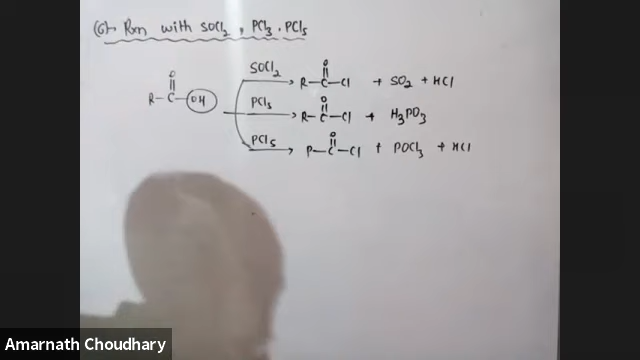 (6)→ Rxn with SOCl2, PCl3. PCl5
SOCl2
O
R-C-Cl + SO2 + HCl
O
R-C-OH
PCl3
O
R-C-Cl + H3PO3
PCl5
O
R-C-Cl + POCl3 + HCl
Amarnath Choudhary